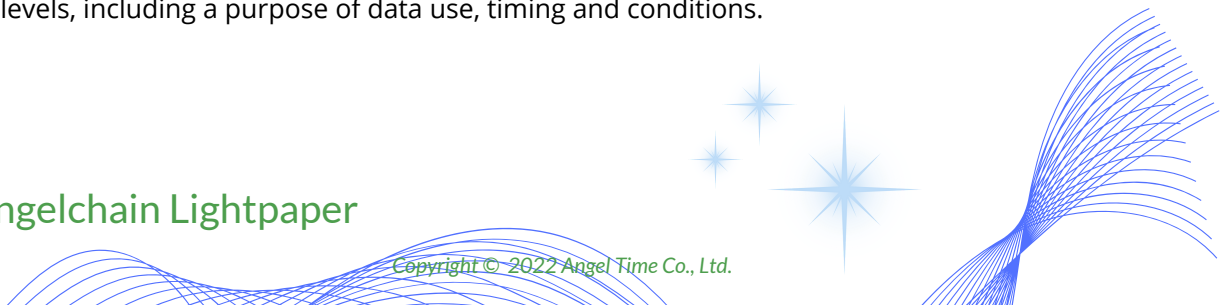 levels, including a purpose of data use, timing and conditions.
ngelchain Lightpaper
Copyright © 2022 Angel Time Co., Ltd.